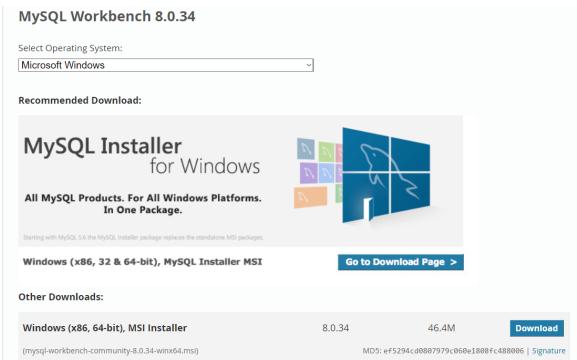 MySQL Workbench 8.0.34
Select Operating System:
Microsoft Windows
Recommended Download:
MySQL Installer
for Windows
All MySQL Products. For All Windows Platforms.
In One Package.
Starting with MySQL 5.6 the MySQL Installer package replaces the standalone MSI packages.
Windows (x86, 32 & 64-bit), MySQL Installer MSI Go to Download Page >
Other Downloads:
Windows (x86, 64-bit), MSI Installer 8.0.34 46.4M Download
(mysql-workbench-community-8.0.34-winx64.msi) MD5: ef5294cd0807979c060e1800fc488006 | Signature